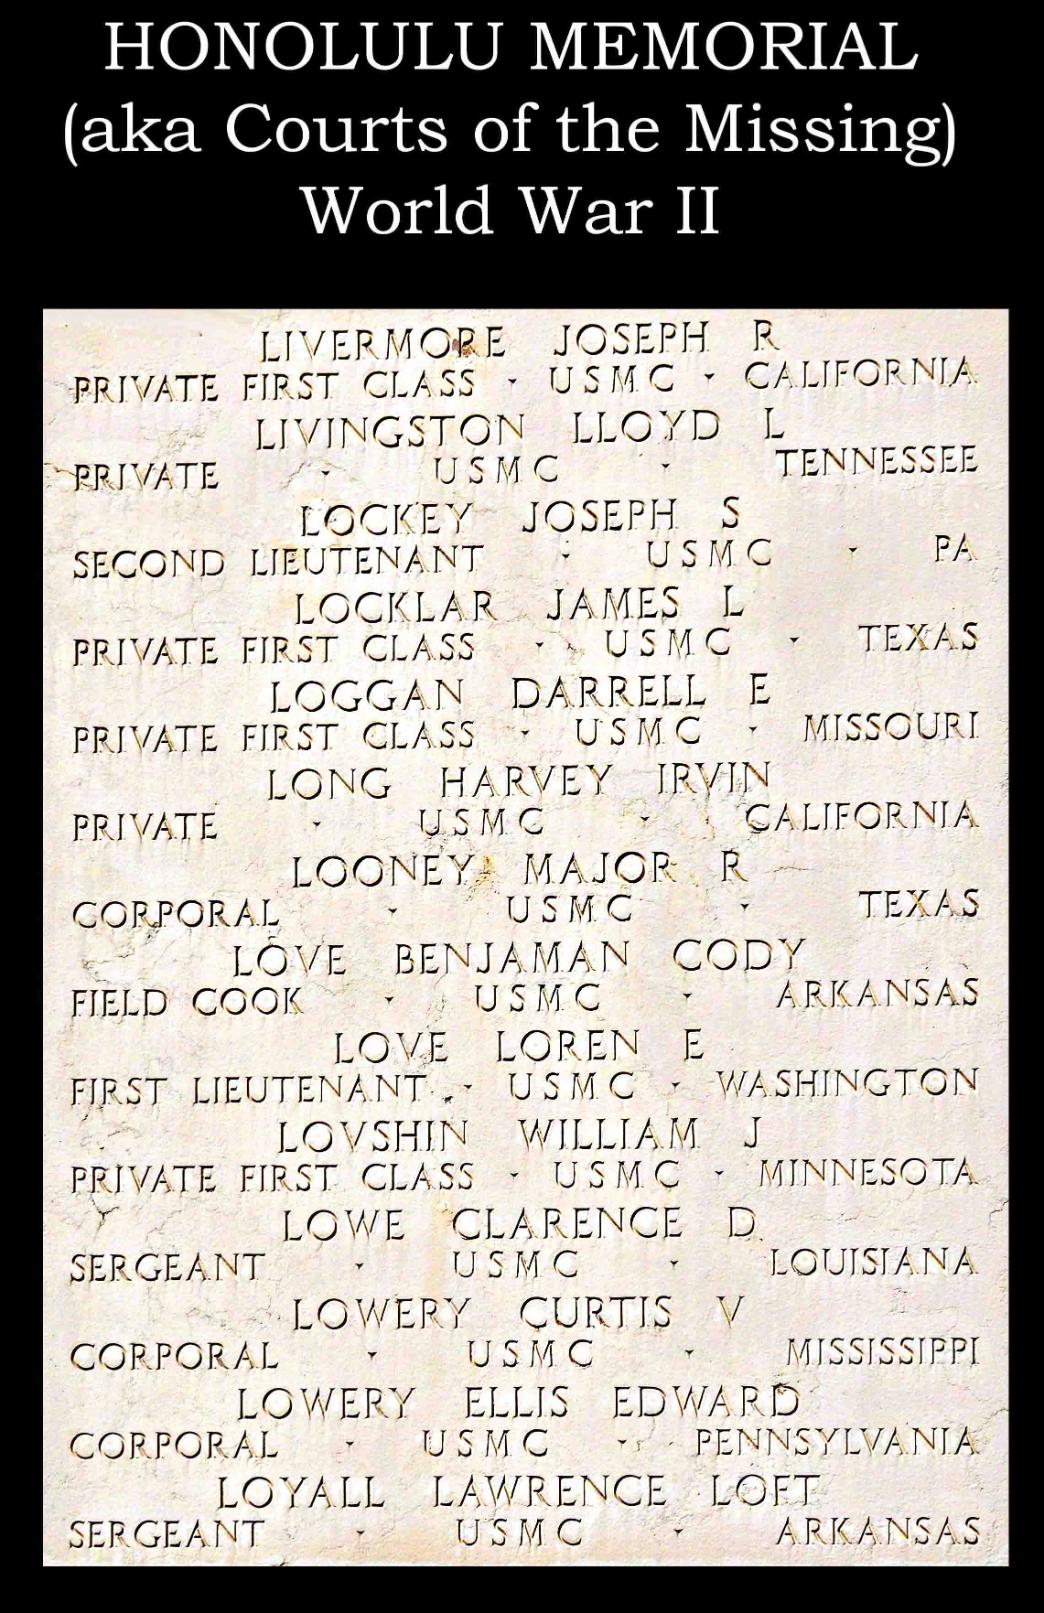 HONOLULU MEMORIAL
(aka Courts of the Missing)
World War II
LIVERMORE JOSEPH R
PRIVATE FIRST CLASS · USMC · CALIFORNIA
LIVINGSTON LLOYD L
PRIVATE · USMC · TENNESSEE
LOCKEY JOSEPH S
SECOND LIEUTENANT · USMC · PA
LOCKLAR JAMES L
PRIVATE FIRST CLASS · USMC · TEXAS
LOGGAN DARRELL E
PRIVATE FIRST CLASS · USMC · MISSOURI
LONG HARVEY IRVIN
PRIVATE · USMC · CALIFORNIA
LOONEY MAJOR R
CORPORAL · USMC · TEXAS
LOVE BENJAMAN CODY
FIELD COOK · USMC · ARKANSAS
LOVE LOREN E
FIRST LIEUTENANT · USMC · WASHINGTON
LOVSHIN WILLIAM J
PRIVATE FIRST CLASS · USMC · MINNESOTA
LOWE CLARENCE D
SERGEANT · USMC · LOUISIANA
LOWERY CURTIS V
CORPORAL · USMC · MISSISSIPPI
LOWERY ELLIS EDWARD
CORPORAL · USMC · PENNSYLVANIA
LOYALL LAWRENCE LOFT
SERGEANT · USMC · ARKANSAS